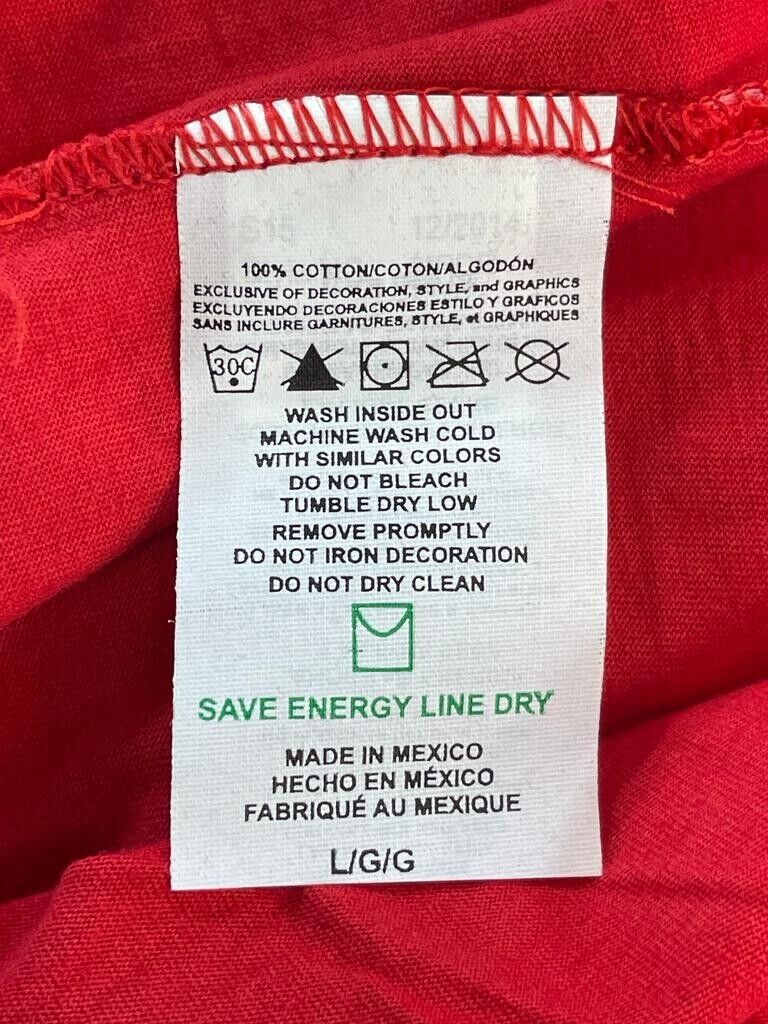 100% COTTON/COTON/ALGODÓN
EXCLUSIVE OF DECORATION, STYLE, and GRAPHICS
EXCLUYENDO DECORACIONES ESTILO Y GRAFICOS
SANS INCLURE GARNITURES, STYLE, et GRAPHIQUES
30C
WASH INSIDE OUT
MACHINE WASH COLD
WITH SIMILAR COLORS
DO NOT BLEACH
TUMBLE DRY LOW
REMOVE PROMPTLY
DO NOT IRON DECORATION
DO NOT DRY CLEAN
SAVE ENERGY LINE DRY
MADE IN MEXICO
HECHO EN MÉXICO
FABRIQUÉ AU MEXIQUE
L/G/G